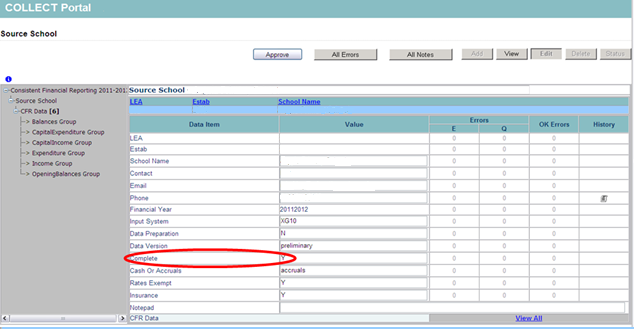 COLLECT Portal
Source School
Approve All Errors All Notes Add View Edit Delete Status
Consistent Financial Reporting 2011-201
Source School
CFR Data [6]
--> Balances Group
--> CapitalExpenditure Group
--> CapitalIncome Group
--> Expenditure Group
--> Income Group
--> OpeningBalances Group
Source School
LEA Estab School Name
Data Item Value Errors OK Errors History
E Q
LEA 0 0 0
Estab 0 0 0
School Name 0 0 0
Contact 0 0 0
Email 0 0 0
Phone 0 0 0
Financial Year 20112012 0 0 0
Input System XG10 0 0 0
Data Preparation N 0 0 0
Data Version preliminary 0 0 0
Complete Y 0 0 0
Cash Or Accruals accruals 0 0 0
Rates Exempt Y 0 0 0
Insurance Y 0 0 0
Notepad
CFR Data View All